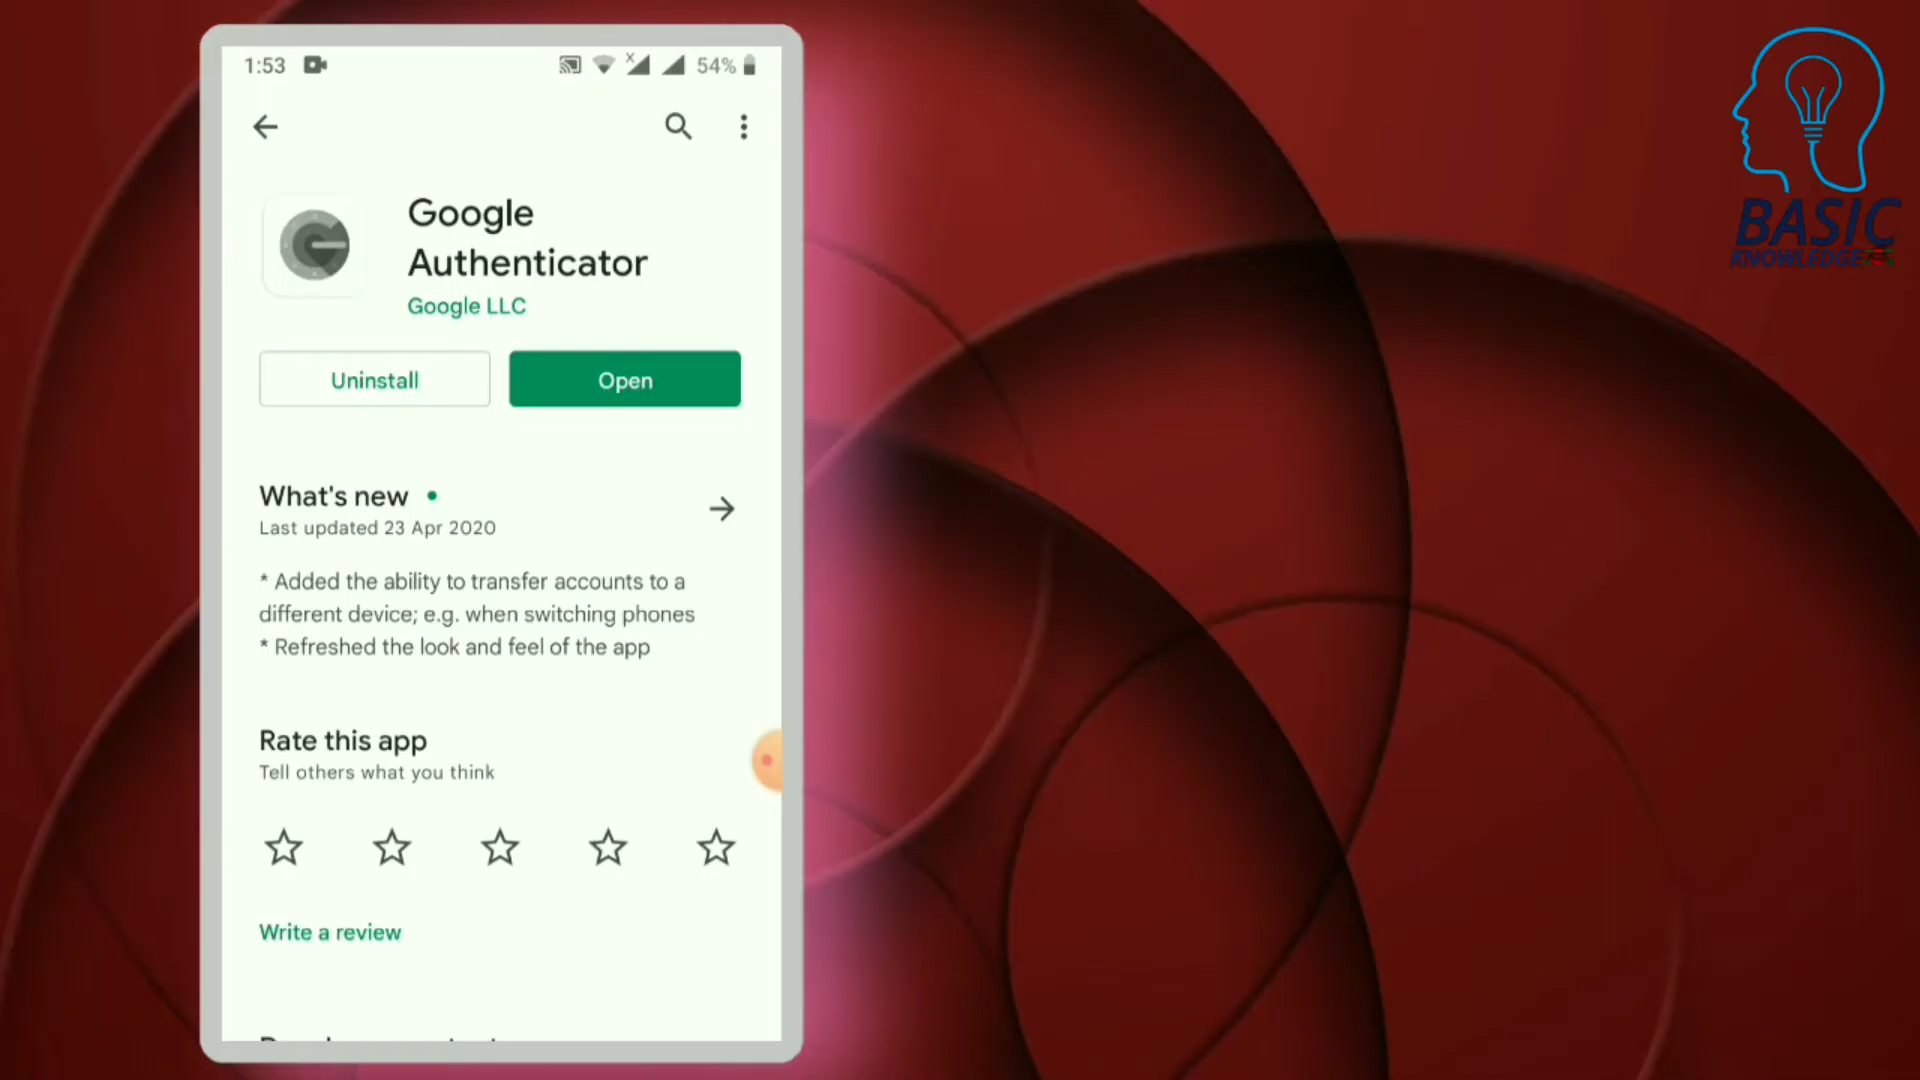 1:53
54%
BASIC
KNOWLEDGE
Google
Authenticator
Google LLC
Uninstall
Open
What's new
Last updated 23 Apr 2020
* Added the ability to transfer accounts to a
different device; e.g. when switching phones
* Refreshed the look and feel of the app
Rate this app
Tell others what you think
Write a review